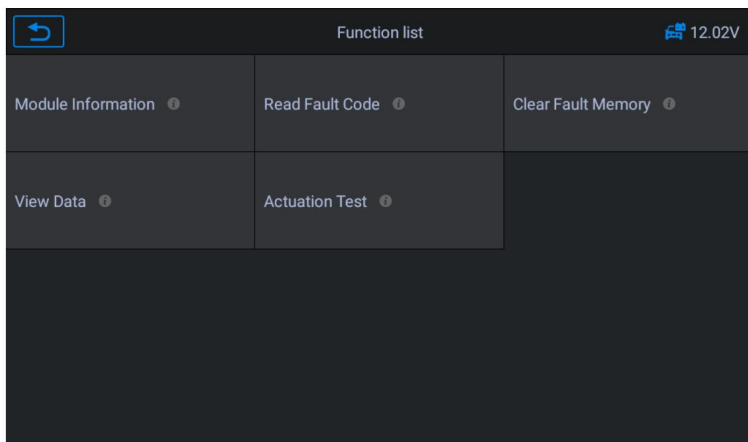 Function list
12.02V
Module Information
Read Fault Code
Clear Fault Memory
View Data
Actuation Test